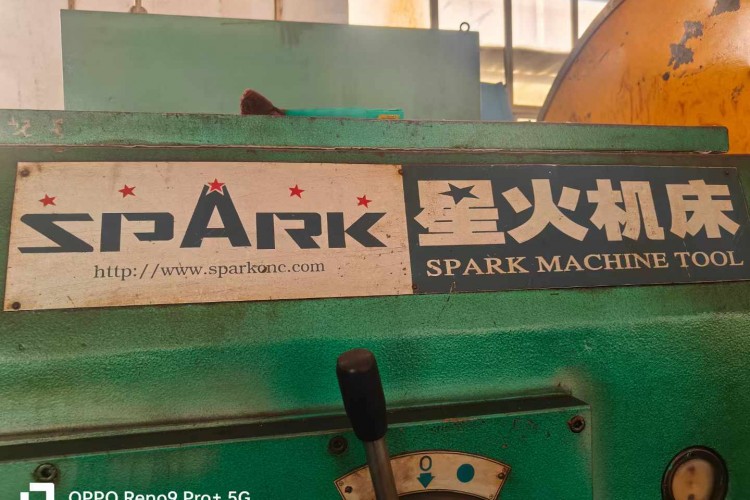 SPARK
http://www.sparkcnc.com
星火机床
SPARK MACHINE TOOL
0
OPPO Reno9 Pro+ 5G